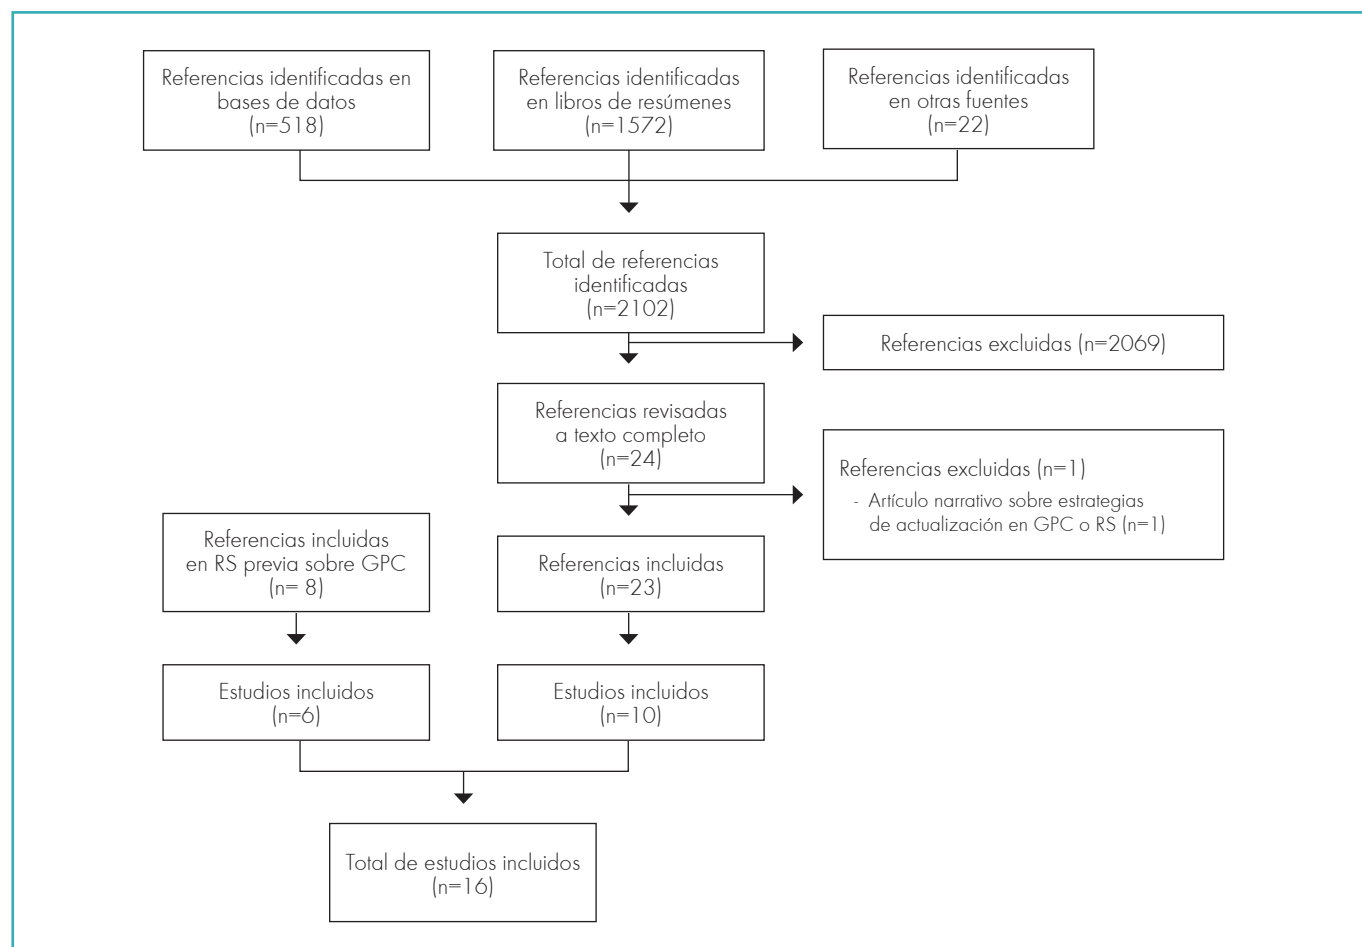 Referencias identificadas en
bases de datos
(n=518)
Referencias identificadas
en libros de resúmenes
(n=1572)
Referencias identificadas
en otras fuentes
(n=22)
Total de referencias
identificadas
(n=2102)
Referencias excluidas (n=2069)
Referencias revisadas
a texto completo
(n=24)
Referencias excluidas (n=1)
- Artículo narrativo sobre estrategias
de actualización en GPC o RS (n=1)
Referencias incluidas
en RS previa sobre GPC
(n= 8)
Referencias incluidas
(n=23)
Estudios incluidos
(n=6)
Estudios incluidos
(n=10)
Total de estudios incluidos
(n=16)